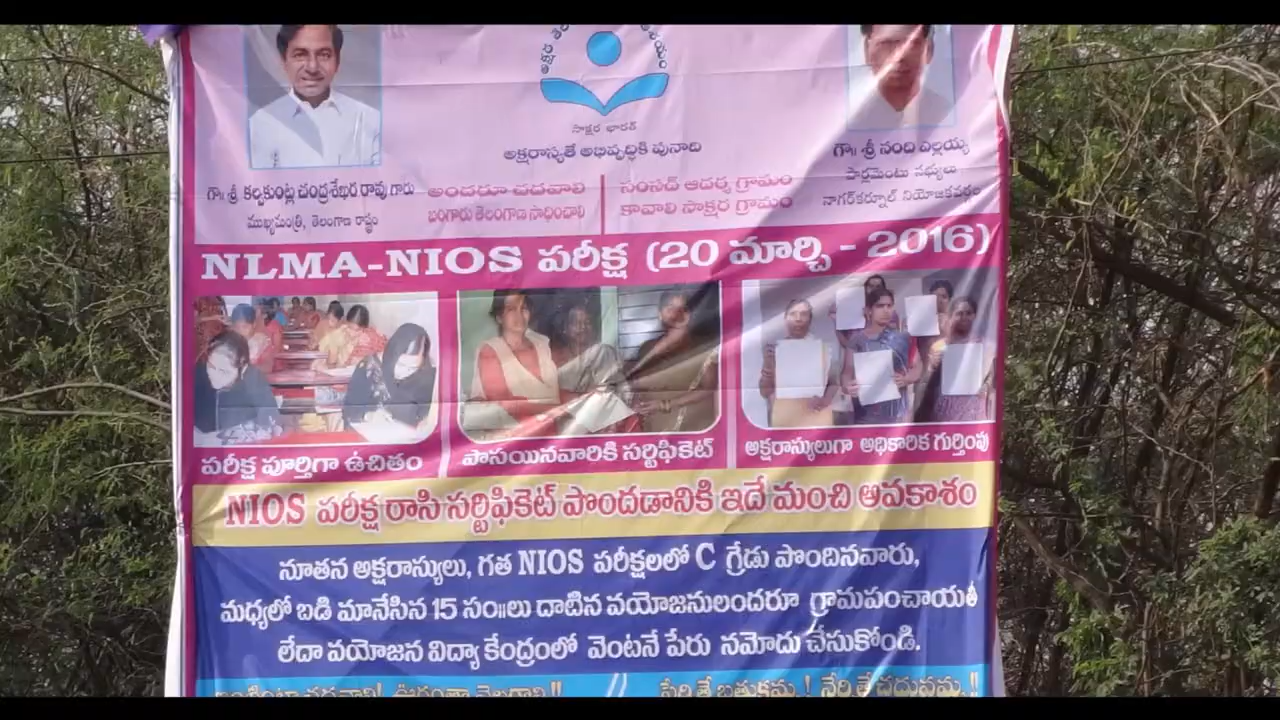 సాక్షర భారత్
అక్షరాస్యతే అభివృద్ధికి పునాది
గౌ॥ శ్రీ కల్వకుంట్ల చంద్రశేఖర రావు గారు
ముఖ్యమంత్రి, తెలంగాణ రాష్ట్రం
అందరూ చదవాలి
బంగారు తెలంగాణ సాధించాలి
సంసద్ ఆదర్శ గ్రామం
కావాలి సాక్షర గ్రామం
గౌ॥ శ్రీ నంది ఎల్లయ్య
పార్లమెంటు సభ్యులు
నాగర్‌కర్నూల్ నియోజకవర్గం
NLMA-NIOS పరీక్ష (20 మార్చి - 2016)
పరీక్ష పూర్తిగా ఉచితం
పాసయినవారికి సర్టిఫికెట్
అక్షరాస్యులుగా అధికారిక గుర్తింపు
NIOS పరీక్ష రాసి సర్టిఫికెట్ పొందడానికి ఇదే మంచి అవకాశం
నూతన అక్షరాస్యులు, గత NIOS పరీక్షలలో C గ్రేడు పొందినవారు,
మధ్యలో బడి మానేసిన 15 సం॥లు దాటిన వయోజనులందరూ గ్రామపంచాయతీ
లేదా వయోజన విద్యా కేంద్రంలో వెంటనే పేరు నమోదు చేసుకోండి.